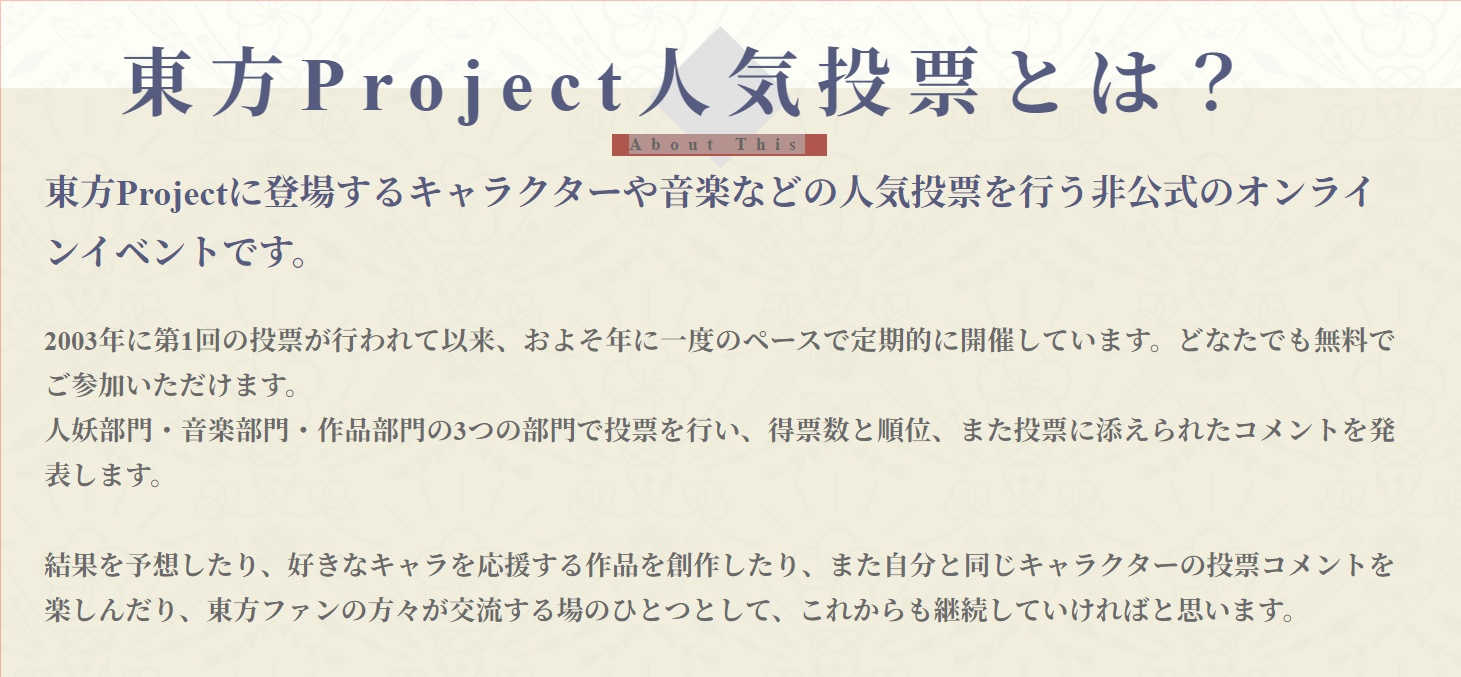 東方Project人気投票とは？
About This
東方Projectに登場するキャラクターや音楽などの人気投票を行う非公式のオンライ
ンイベントです。
2003年に第1回の投票が行われて以来、およそ年に一度のペースで定期的に開催しています。どなたでも無料で
ご参加いただけます。
人妖部門・音楽部門・作品部門の3つの部門で投票を行い、得票数と順位、また投票に添えられたコメントを発
表します。
結果を予想したり、好きなキャラを応援する作品を創作したり、また自分と同じキャラクターの投票コメントを
楽しんだり、東方ファンの方々が交流する場のひとつとして、これからも継続していければと思います。